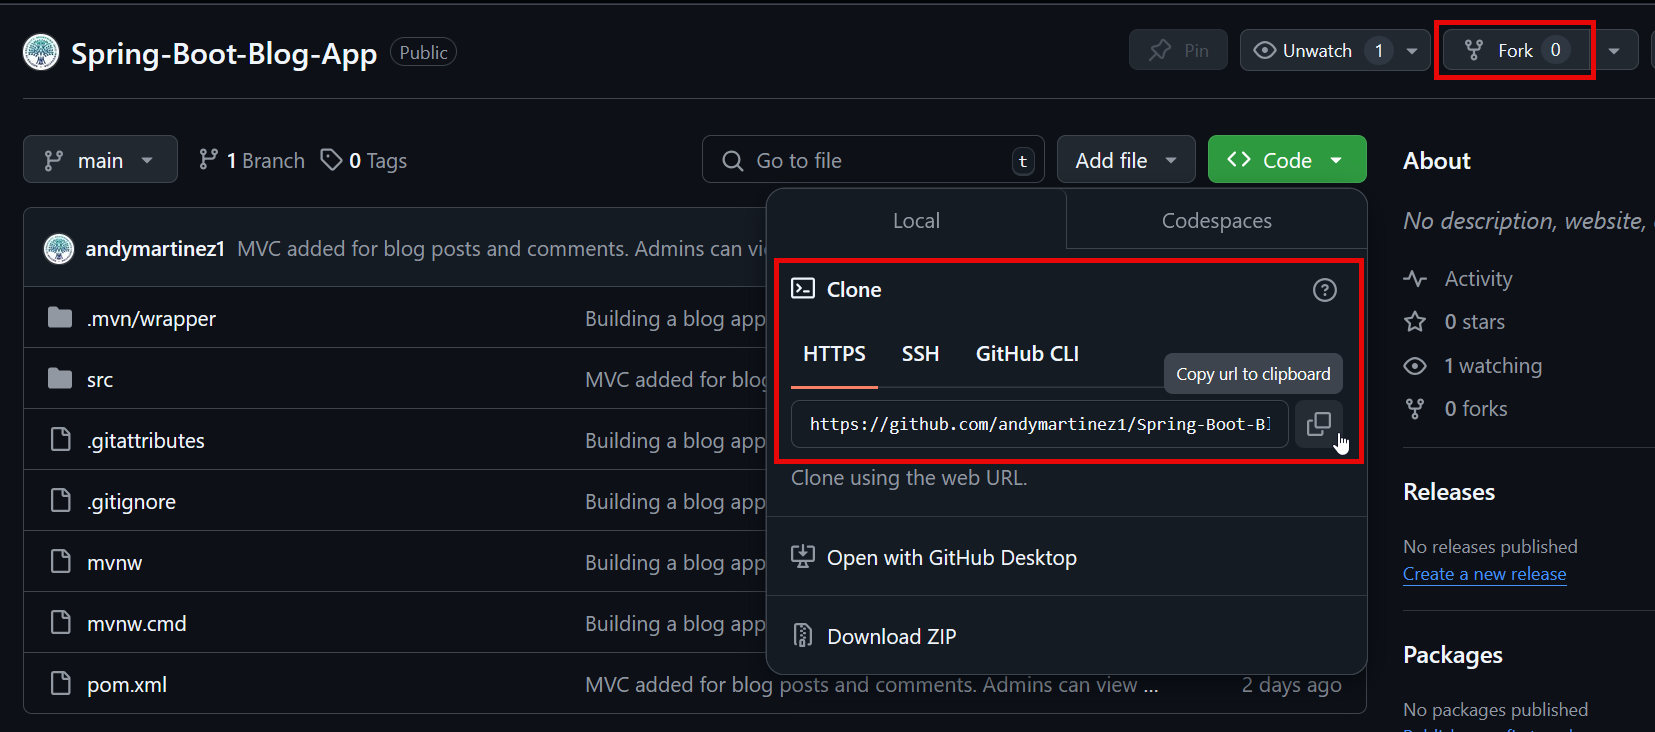 Spring-Boot-Blog-App Public Pin Unwatch 1 Fork 0
main 1 Branch 0 Tags Go to file t Add file Code
About
Local Codespaces
No description, website,
andymartinez1 MVC added for blog posts and comments. Admins can vi
Clone
Activity
.mvn/wrapper Building a blog app
0 stars
HTTPS SSH GitHub CLI
Copy url to clipboard
1 watching
src MVC added for blog
0 forks
https://github.com/andymartinez1/Spring-Boot-Bl
.gitattributes Building a blog app
Clone using the web URL.
Releases
.gitignore Building a blog app
No releases published
Create a new release
mvnw Building a blog app
Open with GitHub Desktop
mvnw.cmd Building a blog app
Download ZIP
Packages
pom.xml MVC added for blog posts and comments. Admins can view ... 2 days ago
No packages published